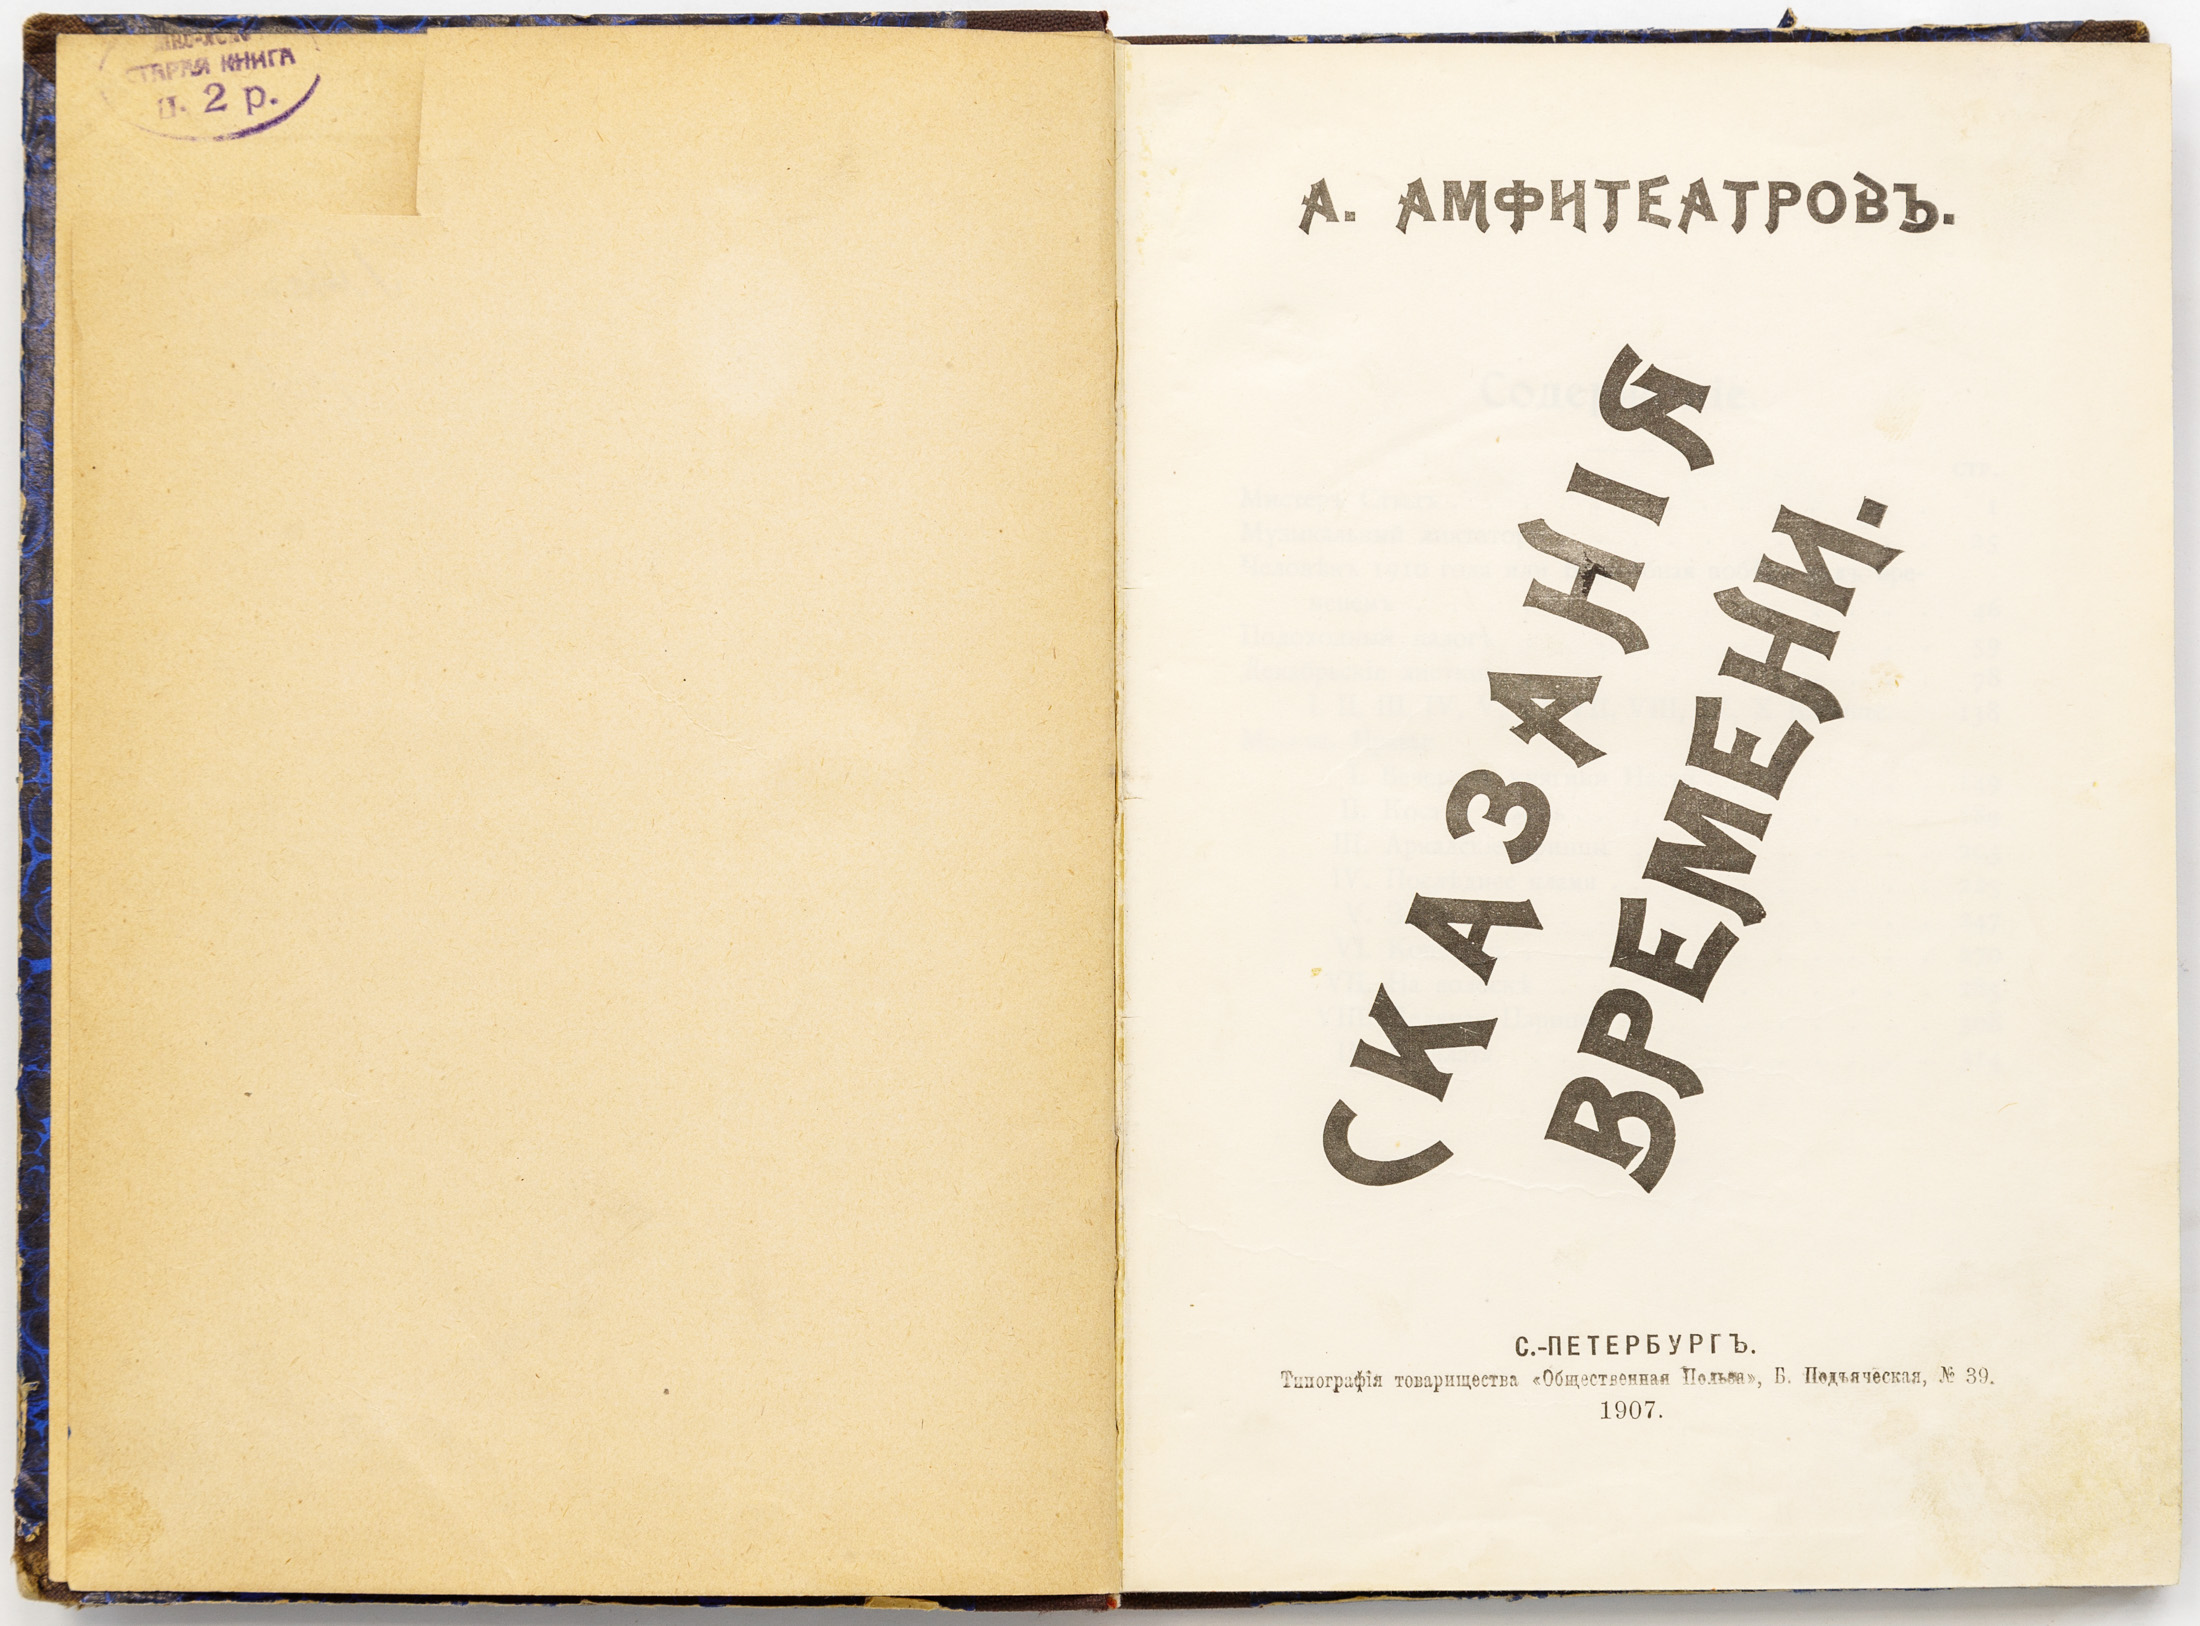 СТАРАЯ КНИГА
Ц. 2 р.
А. АМФИТЕАТРОВЪ.
СКАЗАНІЯ
ВРЕМЕНИ.
С.-ПЕТЕРБУРГЪ.
Типографія товарищества «Общественная Польза», Б. Подъяческая, № 39.
1907.